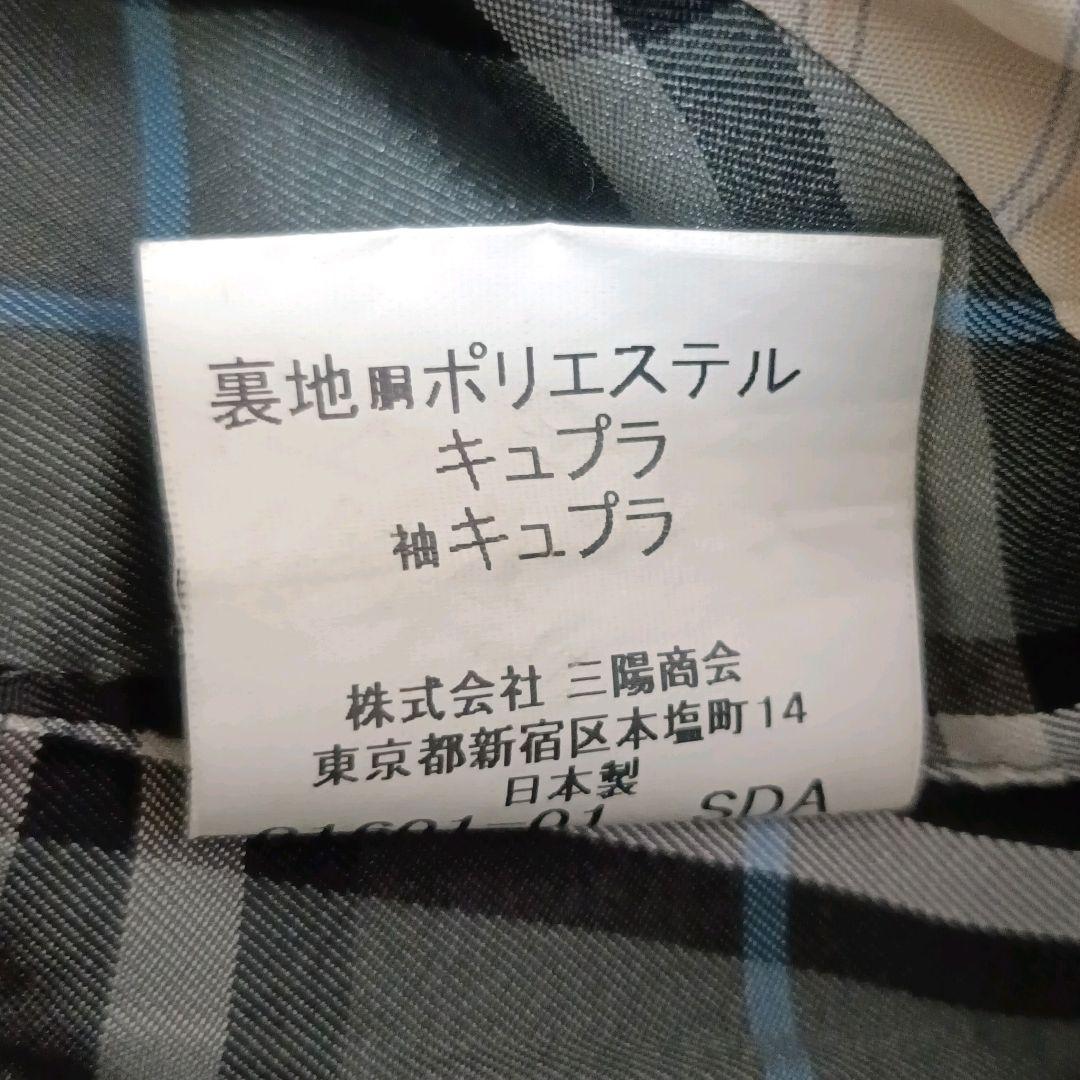 裏地胴ポリエステル
キュプラ
袖キュプラ
株式会社 三陽商会
東京都新宿区本塩町14
日本製
SDA